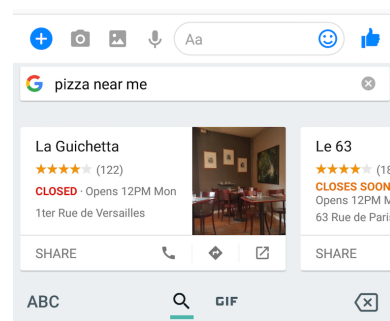 Aa
pizza near me
La Guichetta
(122)
CLOSED · Opens 12PM Mon
1ter Rue de Versailles
SHARE
Le 63
CLOSES SOON
Opens 12PM
63 Rue de
SHARE
ABC
GIF